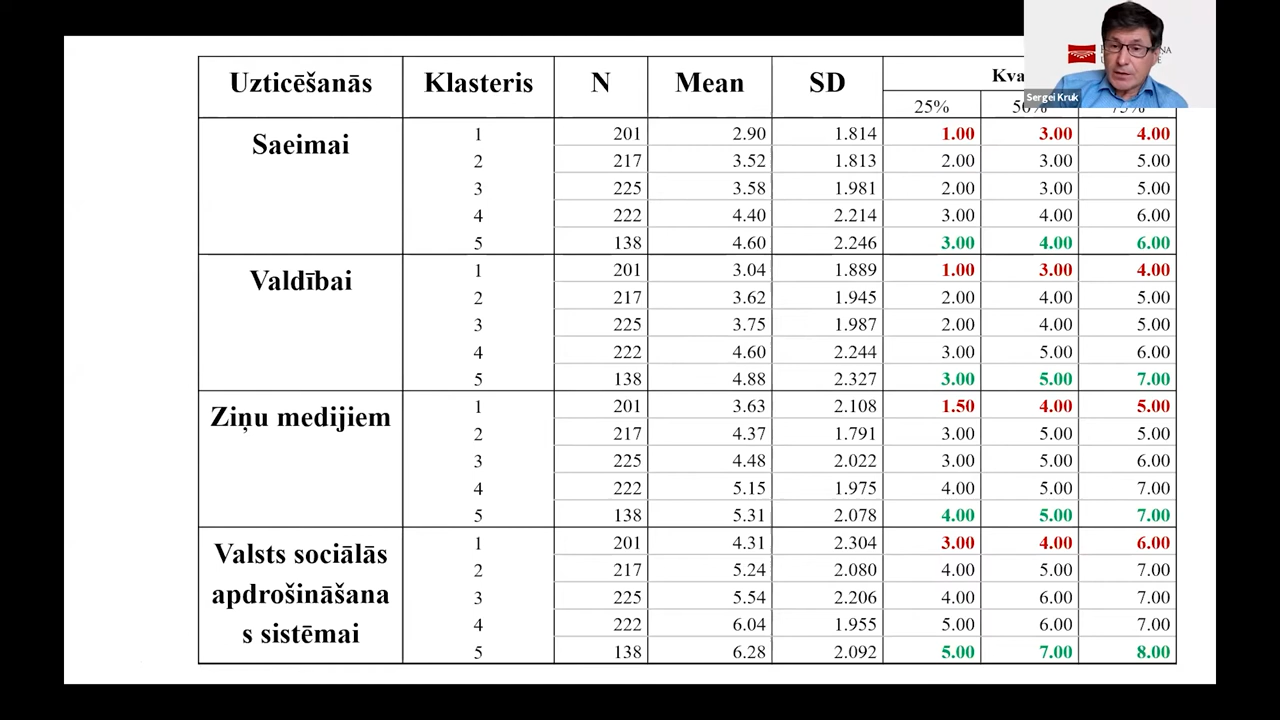 Uzticēšanās Klasteris N Mean SD
25%
Sergei Kruk
Saeimai 1 201 2.90 1.814 1.00 3.00 4.00
2 217 3.52 1.813 2.00 3.00 5.00
3 225 3.58 1.981 2.00 3.00 5.00
4 222 4.40 2.214 3.00 4.00 6.00
5 138 4.60 2.246 3.00 4.00 6.00
Valdībai 1 201 3.04 1.889 1.00 3.00 4.00
2 217 3.62 1.945 2.00 4.00 5.00
3 225 3.75 1.987 2.00 4.00 5.00
4 222 4.60 2.244 3.00 5.00 6.00
5 138 4.88 2.327 3.00 5.00 7.00
Ziņu medijiem 1 201 3.63 2.108 1.50 4.00 5.00
2 217 4.37 1.791 3.00 5.00 5.00
3 225 4.48 2.022 3.00 5.00 6.00
4 222 5.15 1.975 4.00 5.00 7.00
5 138 5.31 2.078 4.00 5.00 7.00
Valsts sociālās 1 201 4.31 2.304 3.00 4.00 6.00
2 217 5.24 2.080 4.00 5.00 7.00
apdrošināšana 3 225 5.54 2.206 4.00 6.00 7.00
s sistēmai 4 222 6.04 1.955 5.00 6.00 7.00
5 138 6.28 2.092 5.00 7.00 8.00